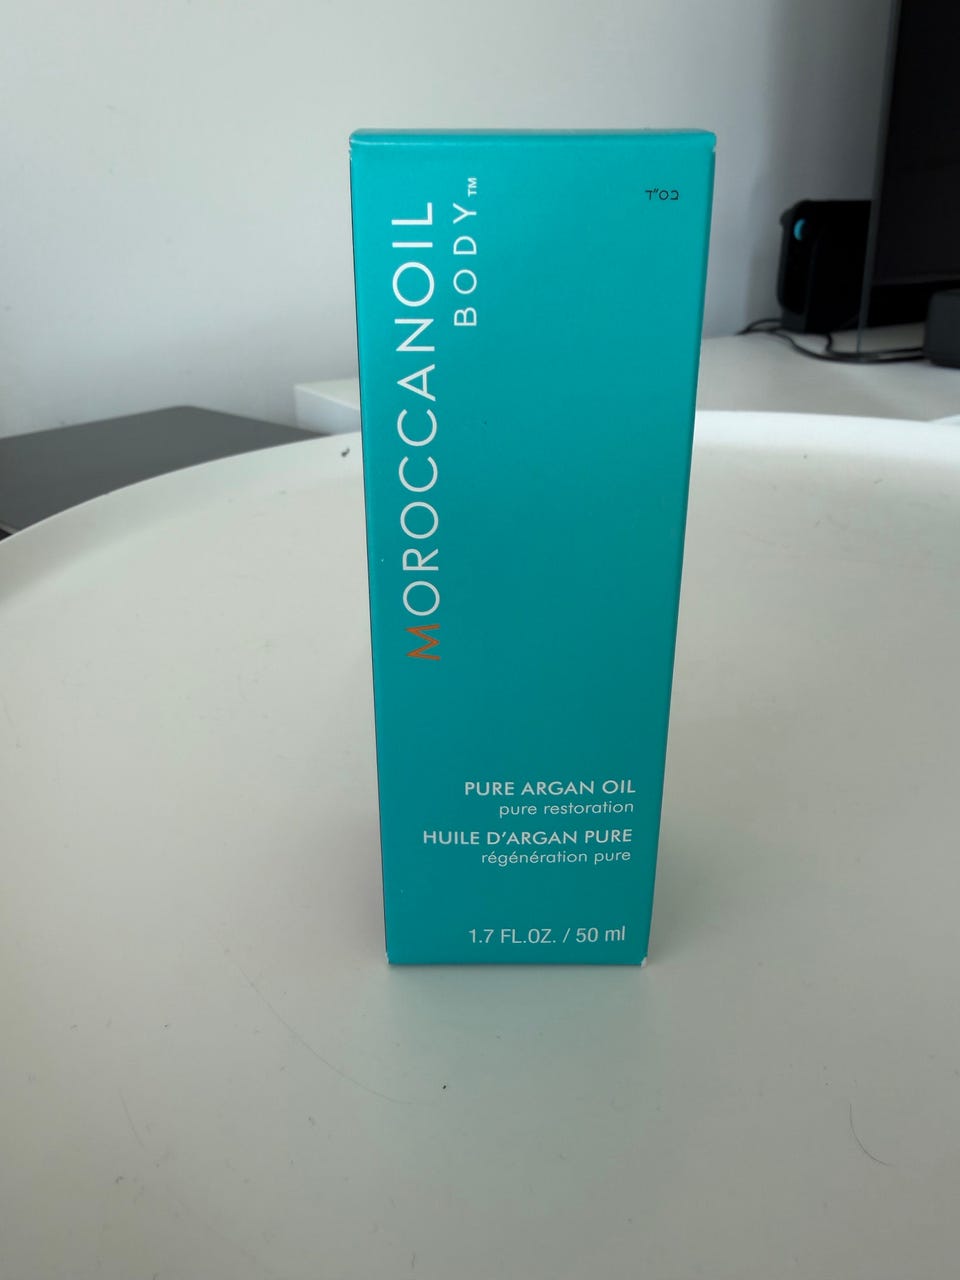 בס"ד
MOROCCANOIL
BODY™
PURE ARGAN OIL
pure restoration
HUILE D'ARGAN PURE
régénération pure
1.7 FL.OZ. / 50 ml